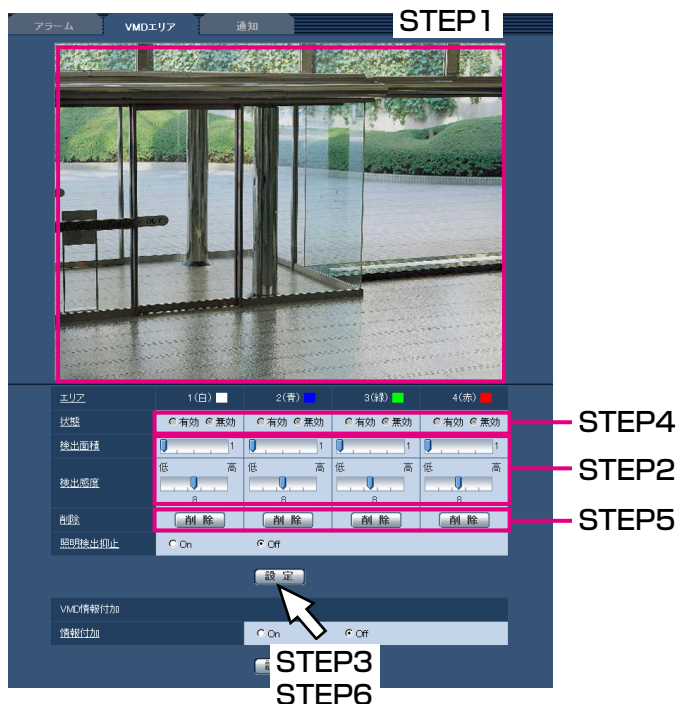 アラーム VMDエリア 通知 STEP1
OUT
エリア 1(白) 2(青) 3(緑) 4(赤)
状態 有効 無効 有効 無効 有効 無効 有効 無効 STEP4
検出面積 1 1 1 1
低 高 低 高 低 高 低 高 STEP2
検出感度
8 8 8 8
削除 削 除 削 除 削 除 削 除 STEP5
照明検出抑止 On Off
設 定
VMD情報付加
情報付加 On Off
STEP3
STEP6